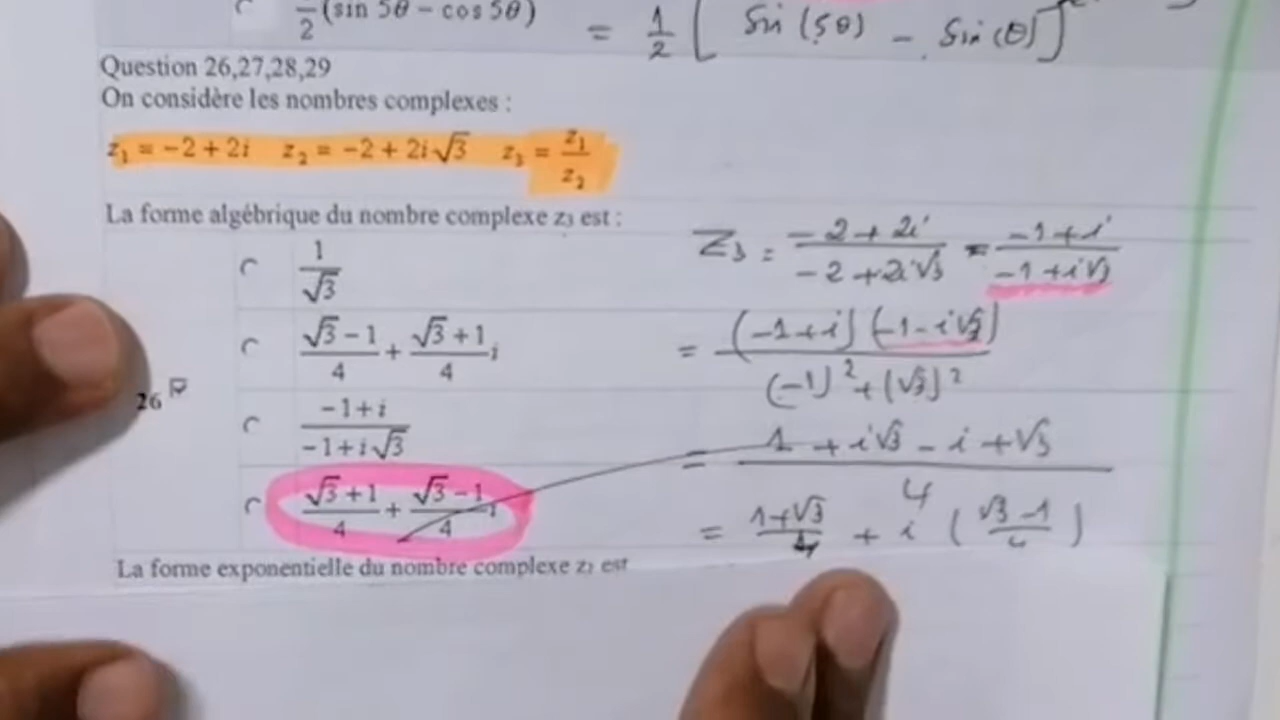 1/2 (sin 5θ − cos 5θ)
= 1/2 [ Sin (5θ) − Sin (θ) ]
Question 26,27,28,29
On considère les nombres complexes :
z₁ = −2 + 2i   z₂ = −2 + 2i√3   z₃ = z₁/z₂
La forme algébrique du nombre complexe z₃ est :
1/√3
(√3 − 1)/4 + (√3 + 1)/4 i
26
(−1 + i)/(−1 + i√3)
(√3 + 1)/4 + (√3 − 1)/4 i
Z₃ = (−2 + 2i)/(−2 + 2i√3) = (−1 + i)/(−1 + i√3)
= (−1 + i)(−1 − i√3)/((−1)² + (√3)²)
= (1 + i√3 − i + √3)/4
= (1 + √3)/4 + i ( (√3 − 1)/4 )
La forme exponentielle du nombre complexe z₂ est